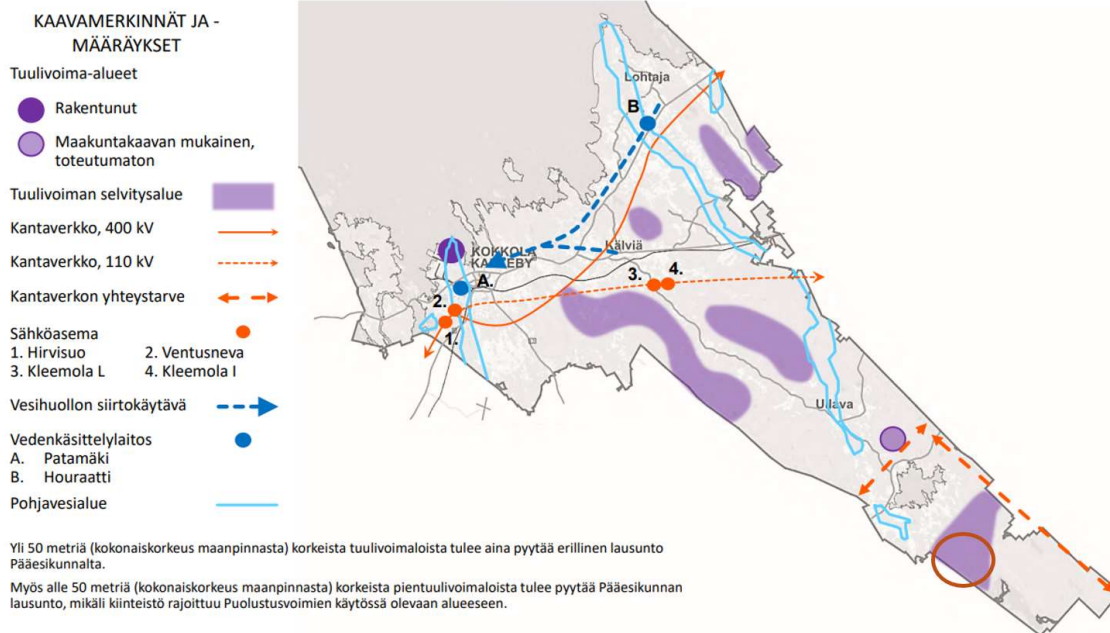 KAAVAMERKINNÄT JA -
MÄÄRÄYKSET
Tuulivoima-alueet
Rakentunut
Maakuntakaavan mukainen,
toteutumaton
Tuulivoiman selvitysalue
Kantaverkko, 400 kV
Kantaverkko, 110 kV
Kantaverkon yhteystarve
Sähköasema
1. Hirvisuo 2. Ventusneva
3. Kleemola L 4. Kleemola I
Vesihuollon siirtokäytävä
Vedenkäsittelylaitos
A. Patamäki
B. Houraatti
Pohjavesialue
Lohtaja
B
Kälviä
KOKKOLA
A.
3. 4.
2.
1.
Ullava
Yli 50 metriä (kokonaiskorkeus maanpinnasta) korkeista tuulivoimaloista tulee aina pyytää erillinen lausunto
Pääesikunnalta.
Myös alle 50 metriä (kokonaiskorkeus maanpinnasta) korkeista pientuulivoimaloista tulee pyytää Pääesikunnan
lausunto, mikäli kiinteistö rajoittuu Puolustusvoimien käytössä olevaan alueeseen.